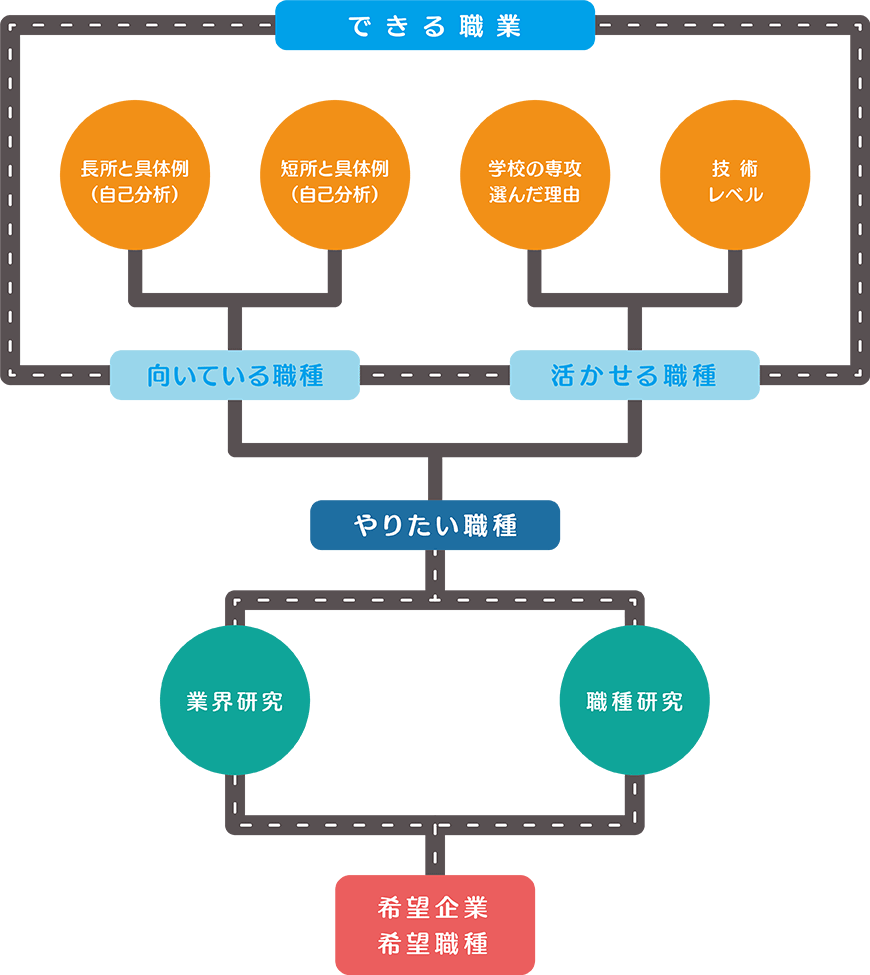 できる職業
長所と具体例
（自己分析）
短所と具体例
（自己分析）
学校の専攻
選んだ理由
技術
レベル
向いている職種
活かせる職種
やりたい職種
業界研究
職種研究
希望企業
希望職種